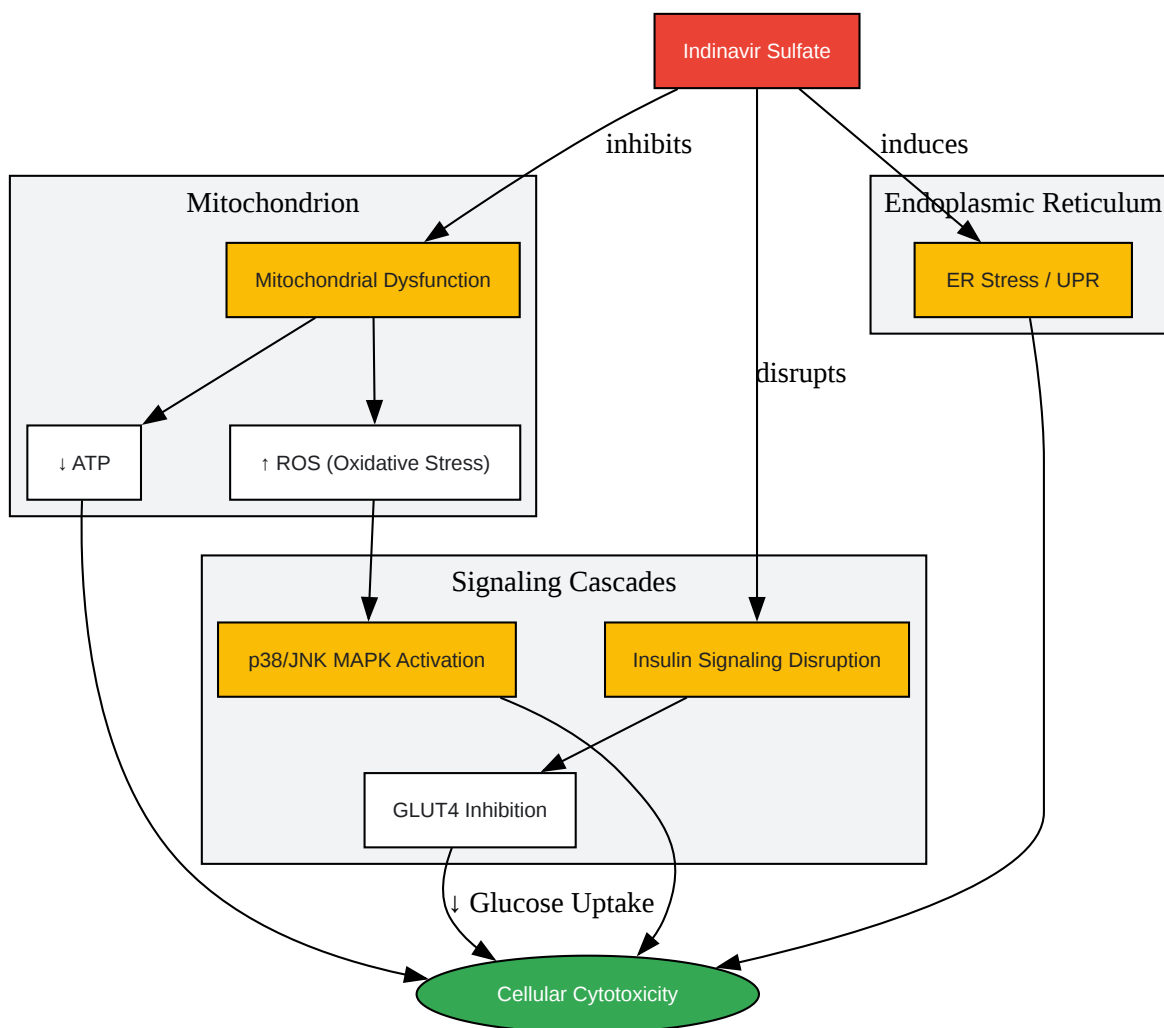 Indinavir Sulfate
inhibits
induces
Mitochondrion
Endoplasmic Reticulum
Mitochondrial Dysfunction
ER Stress / UPR
disrupts
↓ ATP
↑ ROS (Oxidative Stress)
Signaling Cascades
p38/JNK MAPK Activation
Insulin Signaling Disruption
GLUT4 Inhibition
↓ Glucose Uptake
Cellular Cytotoxicity